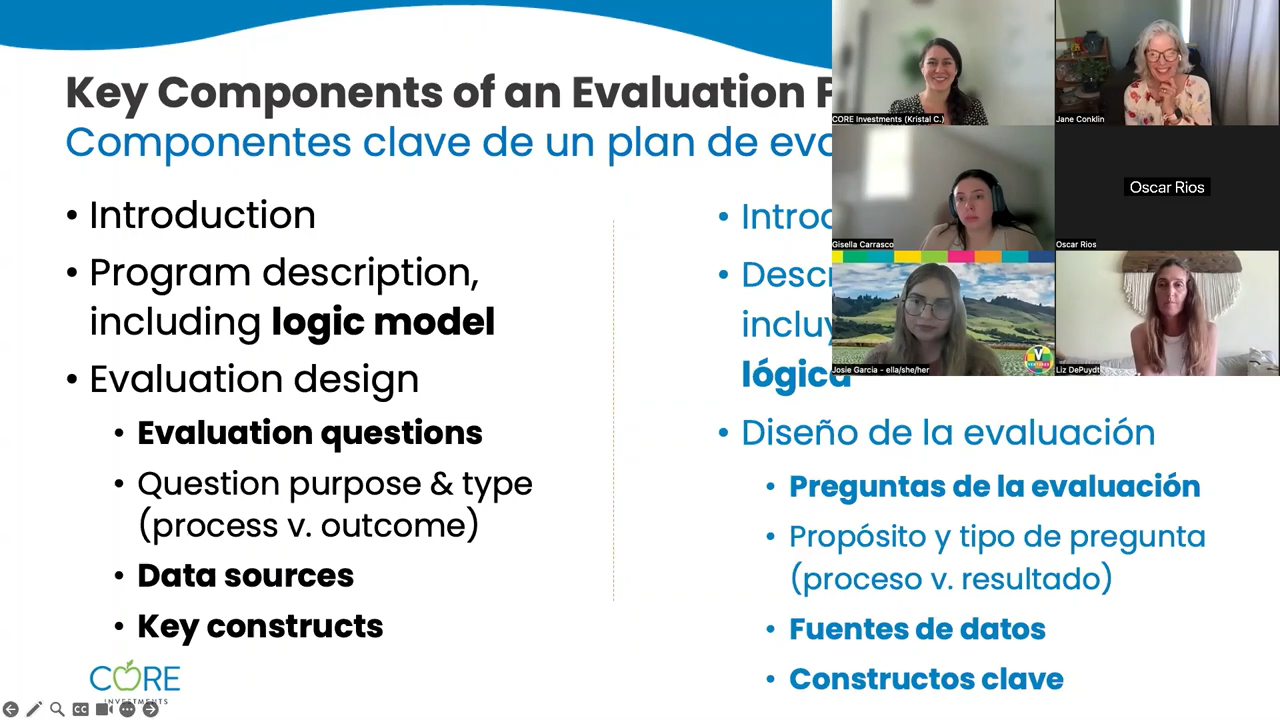 Key Components of an Evaluation P
Componentes clave de un plan de eva
• Introduction
• Program description,
including logic model
• Evaluation design
• Evaluation questions
• Question purpose & type
(process v. outcome)
• Data sources
• Key constructs
CORE
INVESTMENTS
• Introd
• Descr
incluy
lógica
• Diseño de la evaluación
• Preguntas de la evaluación
• Propósito y tipo de pregunta
(proceso v. resultado)
• Fuentes de datos
• Constructos clave
CORE Investments (Kristal C.)
Jane Conklin
Gisella Carrasco
Oscar Rios
Oscar Rios
Josie Garcia - ella/she/her
Liz DePuydt
V
VENTURES
CC